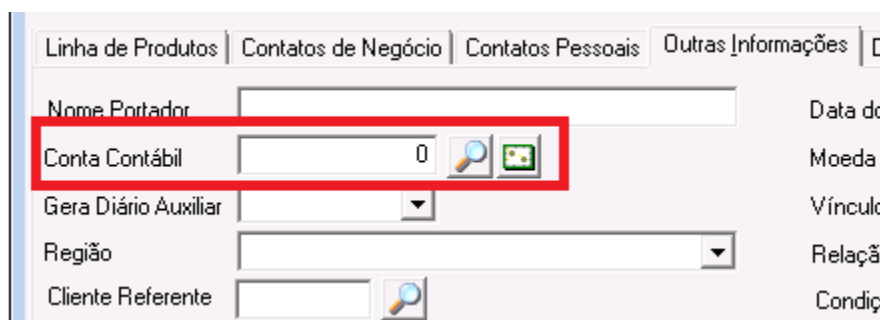 Linha de Produtos Contatos de Negócio Contatos Pessoais Outras Informações
Nome Portador
Conta Contábil 0 Moeda
Gera Diário Auxiliar
Região
Cliente Referente